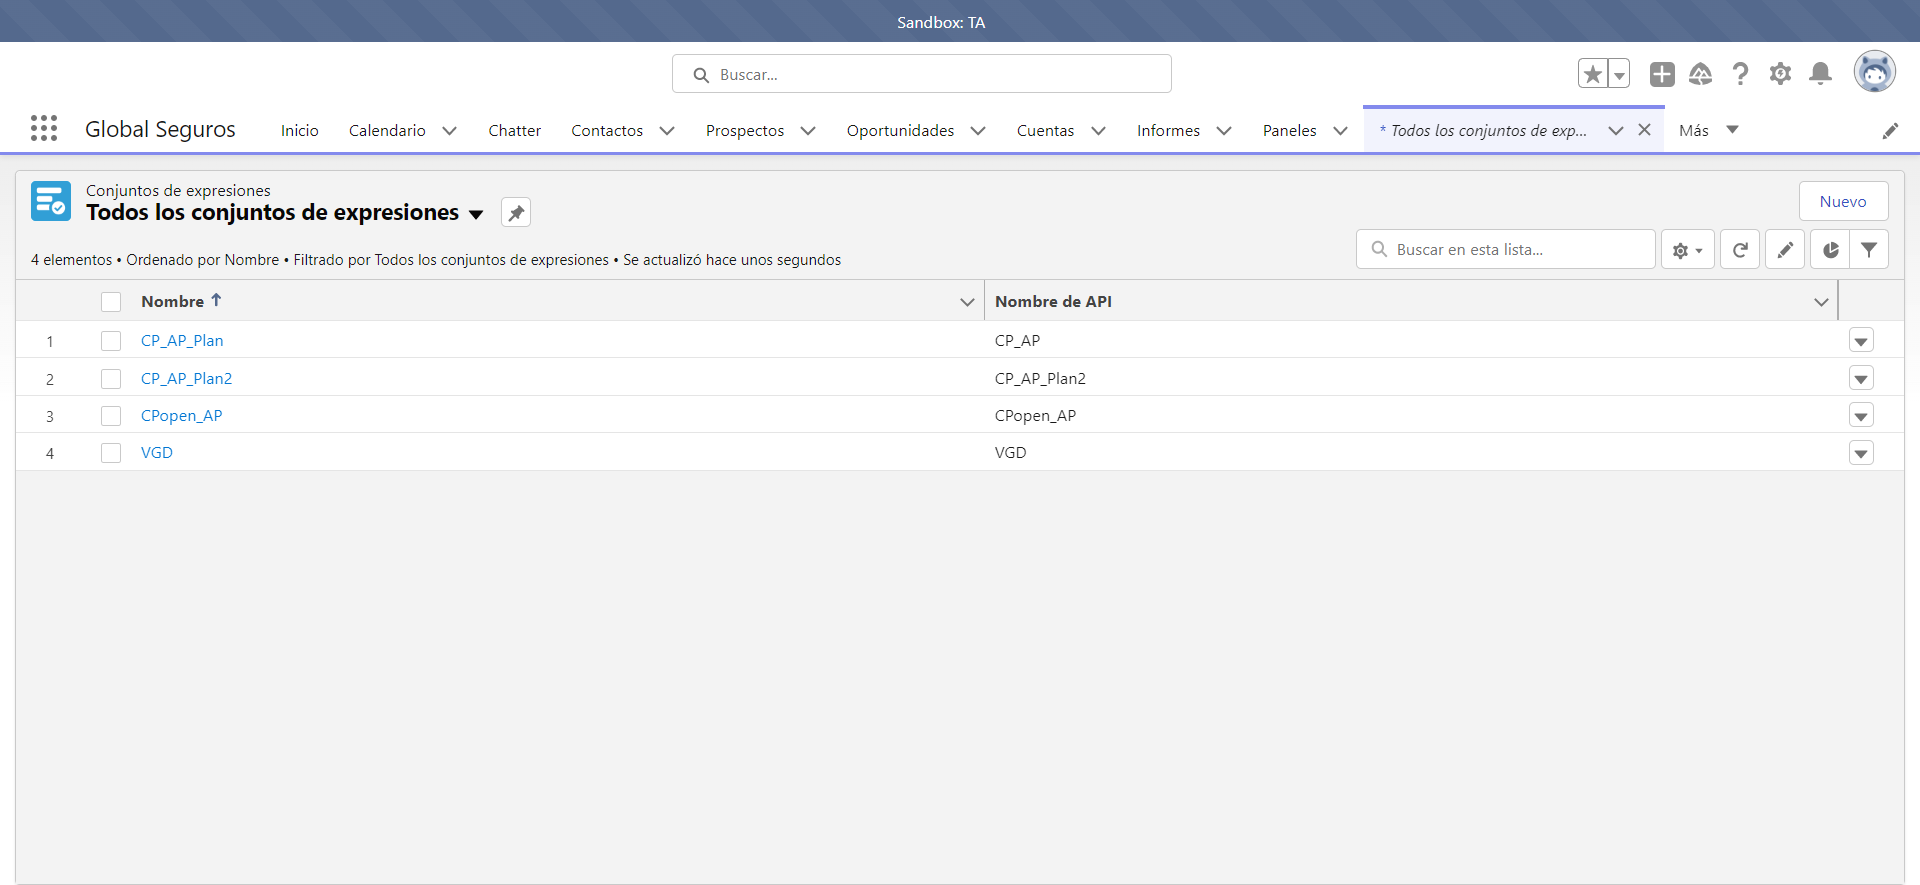 Sandbox: TA
Buscar...
Global Seguros
Inicio
Calendario
Chatter
Contactos
Prospectos
Oportunidades
Cuentas
Informes
Paneles
* Todos los conjuntos de exp...
Más
Conjuntos de expresiones
Todos los conjuntos de expresiones
Nuevo
4 elementos • Ordenado por Nombre • Filtrado por Todos los conjuntos de expresiones • Se actualizó hace unos segundos
Buscar en esta lista...
Nombre
Nombre de API
1 CP_AP_Plan CP_AP
2 CP_AP_Plan2 CP_AP_Plan2
3 CPopen_AP CPopen_AP
4 VGD VGD